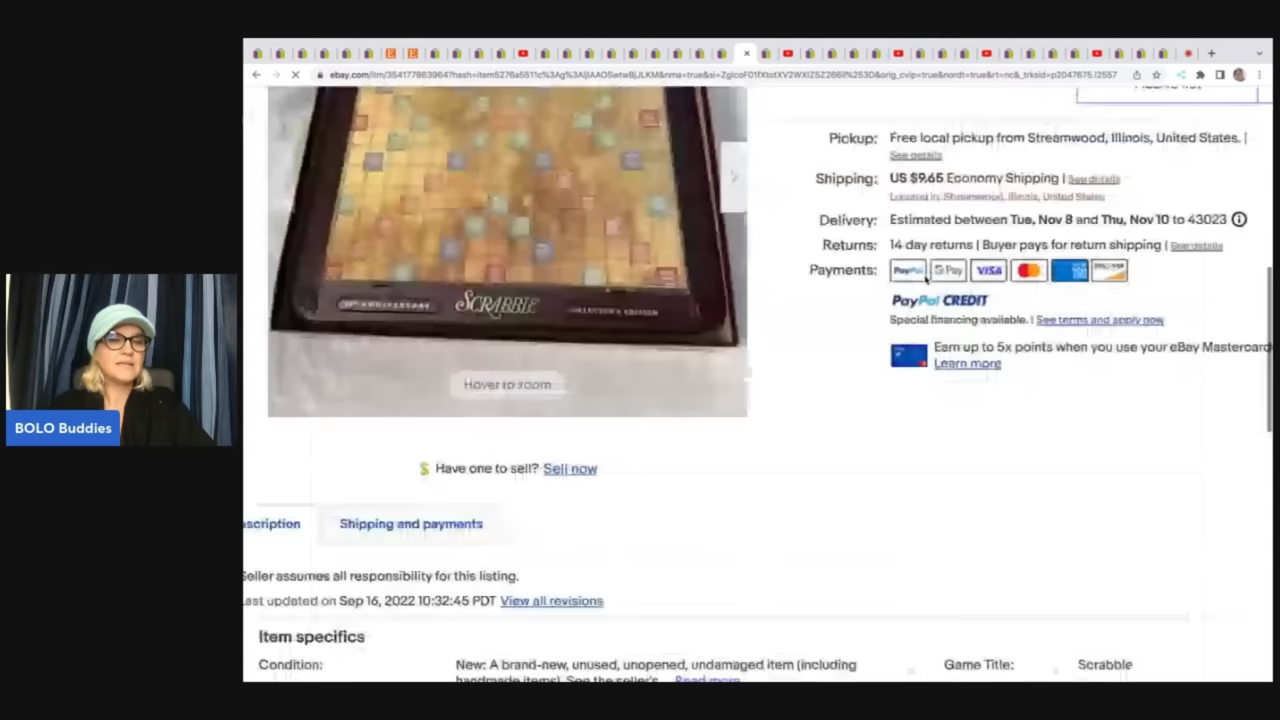 BOLO Buddies
SCRABBLE
COLLECTOR'S EDITION
Hover to zoom
Have one to sell? Sell now
Pickup: Free local pickup from Streamwood, Illinois, United States. |
See details
Shipping: US $9.65 Economy Shipping | See details
Located in: Streamwood, Illinois, United States
Delivery: Estimated between Tue, Nov 8 and Thu, Nov 10 to 43023
Returns: 14 day returns | Buyer pays for return shipping | See details
Payments: PayPal G Pay VISA DISCOVER
PayPal CREDIT
Special financing available. | See terms and apply now
Earn up to 5x points when you use your eBay Mastercard
Learn more
scription Shipping and payments
Seller assumes all responsibility for this listing.
Last updated on Sep 16, 2022 10:32:45 PDT View all revisions
Item specifics
Condition: New: A brand-new, unused, unopened, undamaged item (including
handmade items). See the seller's... Read more
Game Title: Scrabble